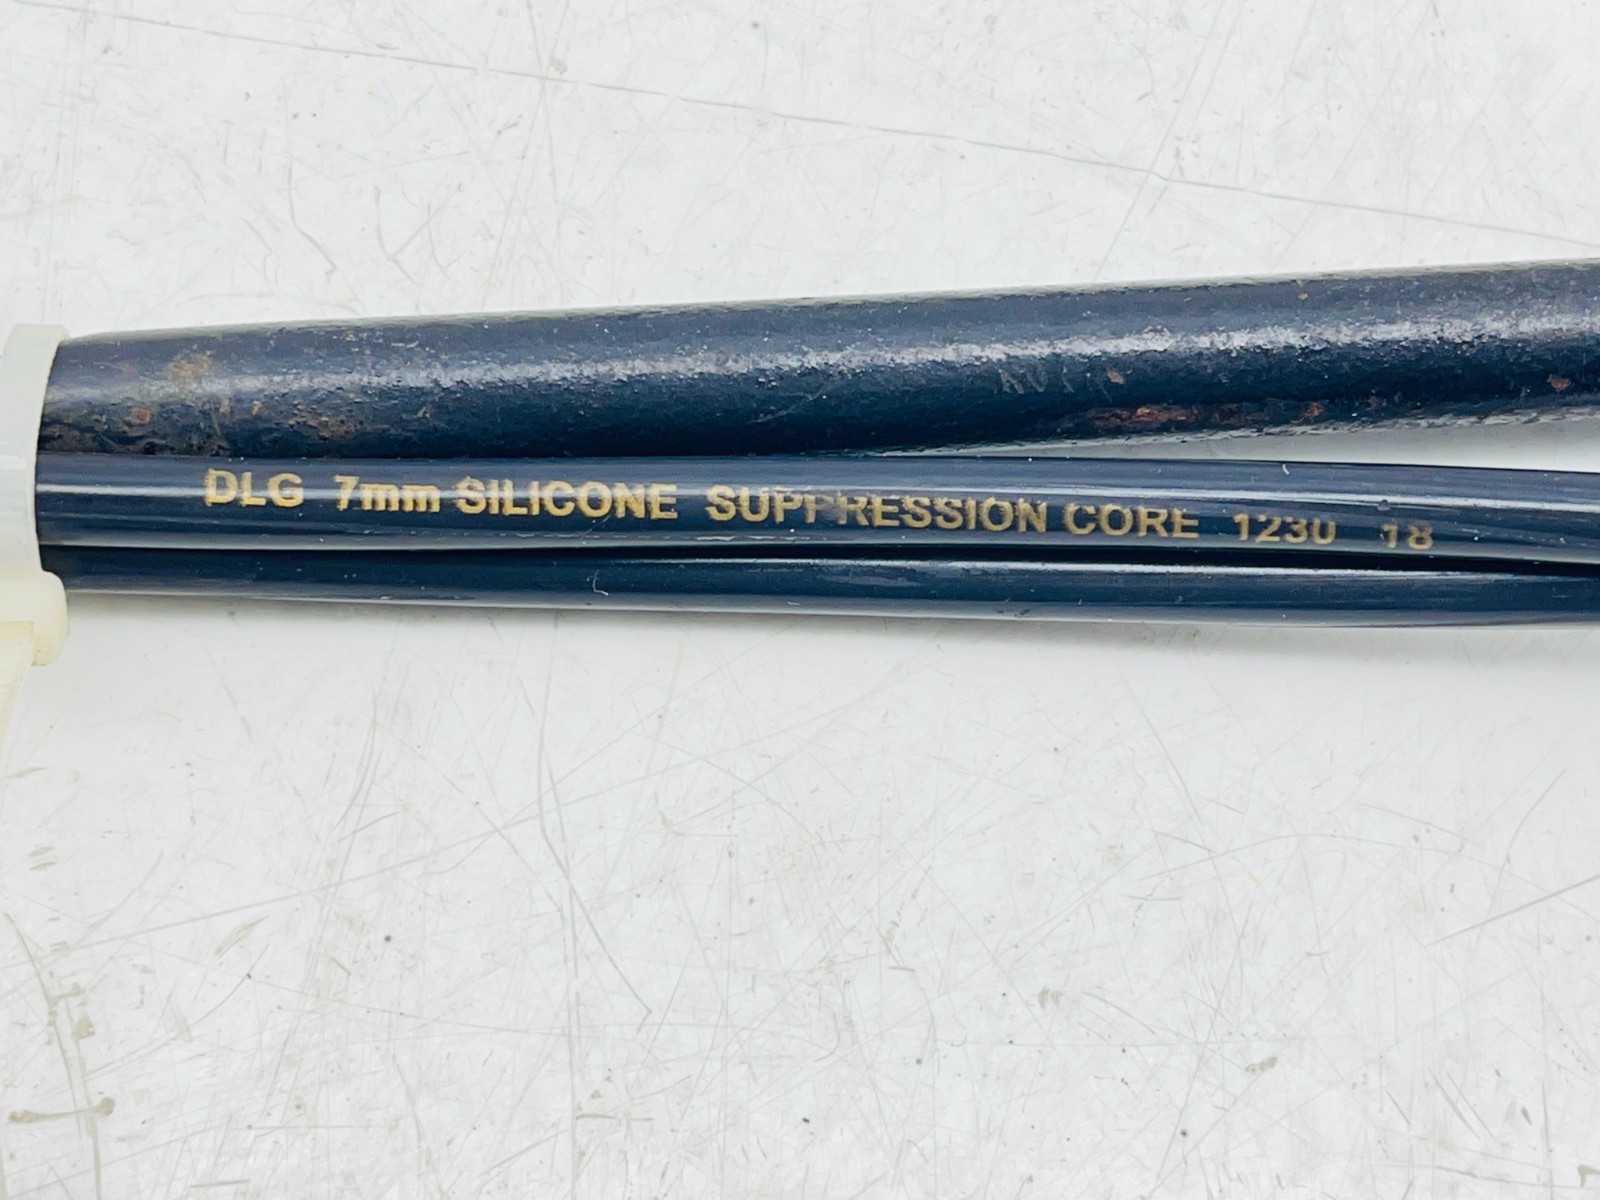 DLG 7mm SILICONE SUPPRESSION CORE 1230 18